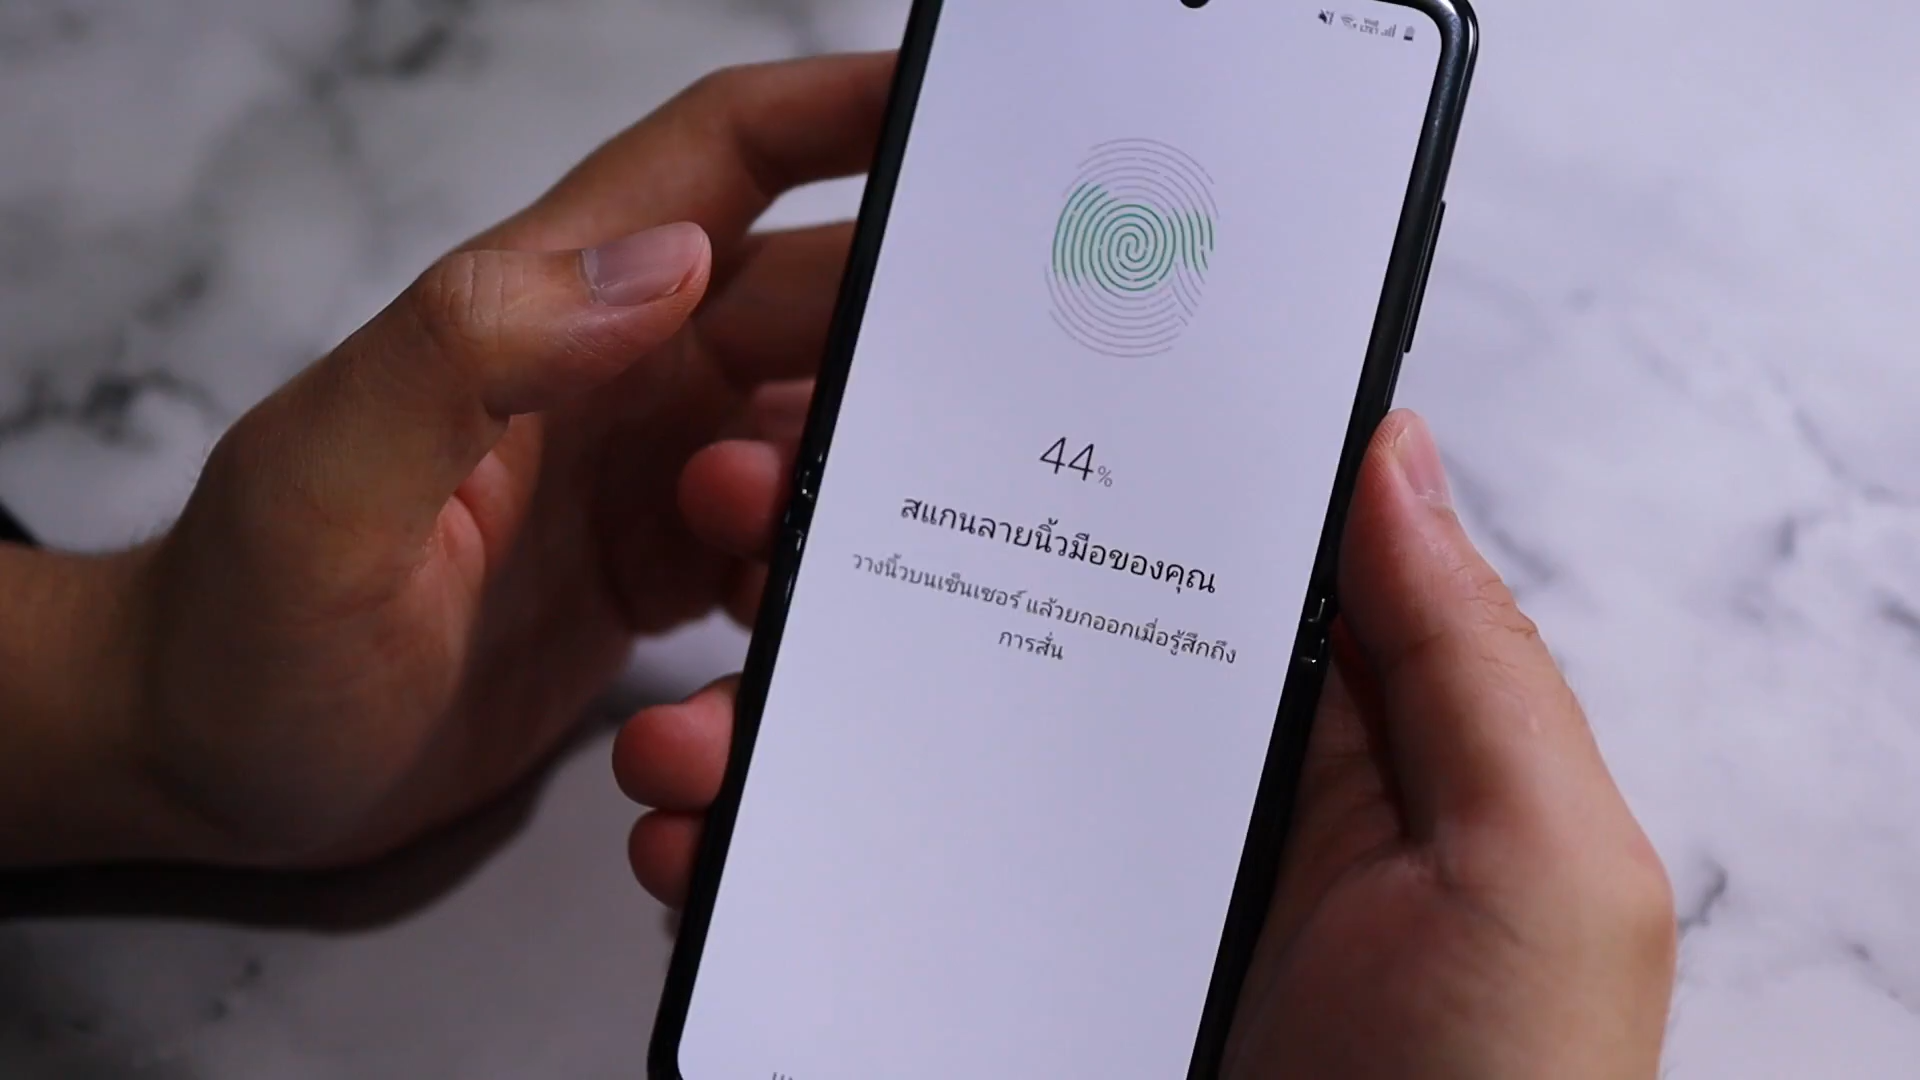 44%
สแกนลายนิ้วมือของคุณ
วางนิ้วบนเซ็นเซอร์ แล้วยกออกเมื่อรู้สึกถึง
การสั่น